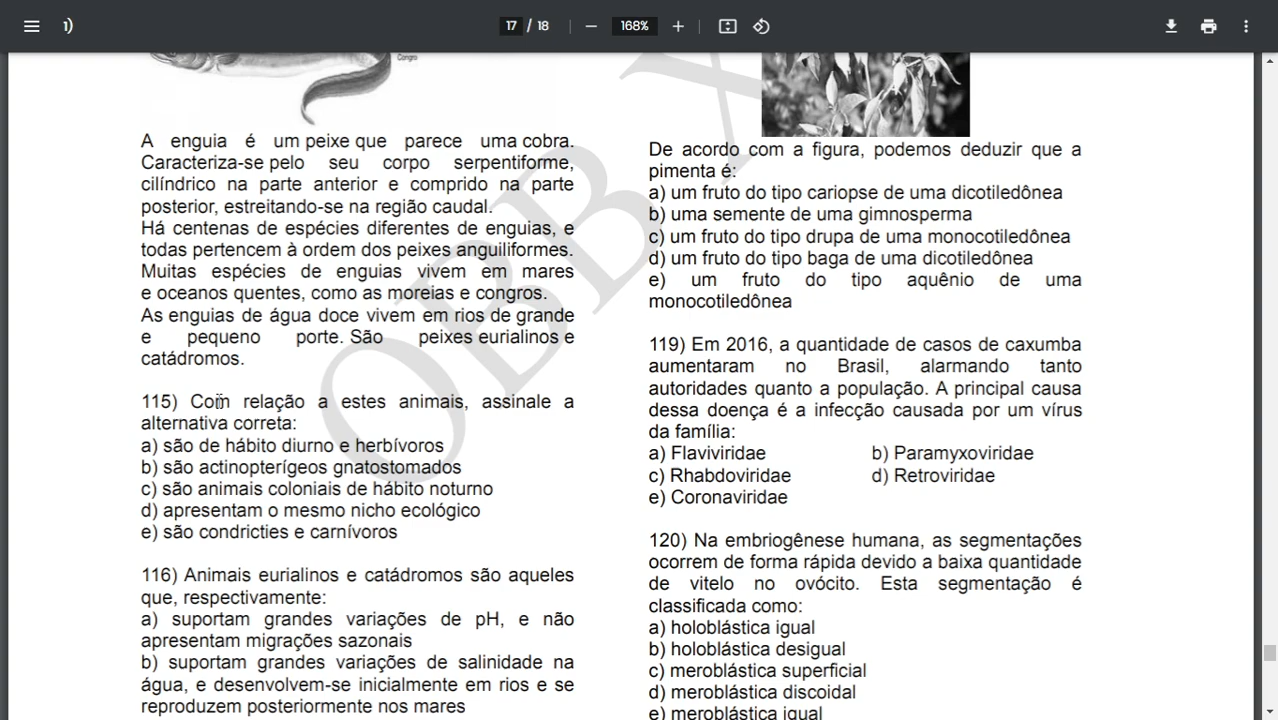 1)
17 / 18
168%
Congro
A enguia é um peixe que parece uma cobra.
Caracteriza-se pelo seu corpo serpentiforme,
cilíndrico na parte anterior e comprido na parte
posterior, estreitando-se na região caudal.
Há centenas de espécies diferentes de enguias, e
todas pertencem à ordem dos peixes anguiliformes.
Muitas espécies de enguias vivem em mares
e oceanos quentes, como as moreias e congros.
As enguias de água doce vivem em rios de grande
e pequeno porte. São peixes eurialinos e
catádromos.
115) Com relação a estes animais, assinale a
alternativa correta:
a) são de hábito diurno e herbívoros
b) são actinopterígeos gnatostomados
c) são animais coloniais de hábito noturno
d) apresentam o mesmo nicho ecológico
e) são condricties e carnívoros
116) Animais eurialinos e catádromos são aqueles
que, respectivamente:
a) suportam grandes variações de pH, e não
apresentam migrações sazonais
b) suportam grandes variações de salinidade na
água, e desenvolvem-se inicialmente em rios e se
reproduzem posteriormente nos mares
De acordo com a figura, podemos deduzir que a
pimenta é:
a) um fruto do tipo cariopse de uma dicotiledônea
b) uma semente de uma gimnosperma
c) um fruto do tipo drupa de uma monocotiledônea
d) um fruto do tipo baga de uma dicotiledônea
e) um fruto do tipo aquênio de uma
monocotiledônea
119) Em 2016, a quantidade de casos de caxumba
aumentaram no Brasil, alarmando tanto
autoridades quanto a população. A principal causa
dessa doença é a infecção causada por um vírus
da família:
a) Flaviviridae b) Paramyxoviridae
c) Rhabdoviridae d) Retroviridae
e) Coronaviridae
120) Na embriogênese humana, as segmentações
ocorrem de forma rápida devido a baixa quantidade
de vitelo no ovócito. Esta segmentação é
classificada como:
a) holoblástica igual
b) holoblástica desigual
c) meroblástica superficial
d) meroblástica discoidal
e) meroblástica igual
OBB X